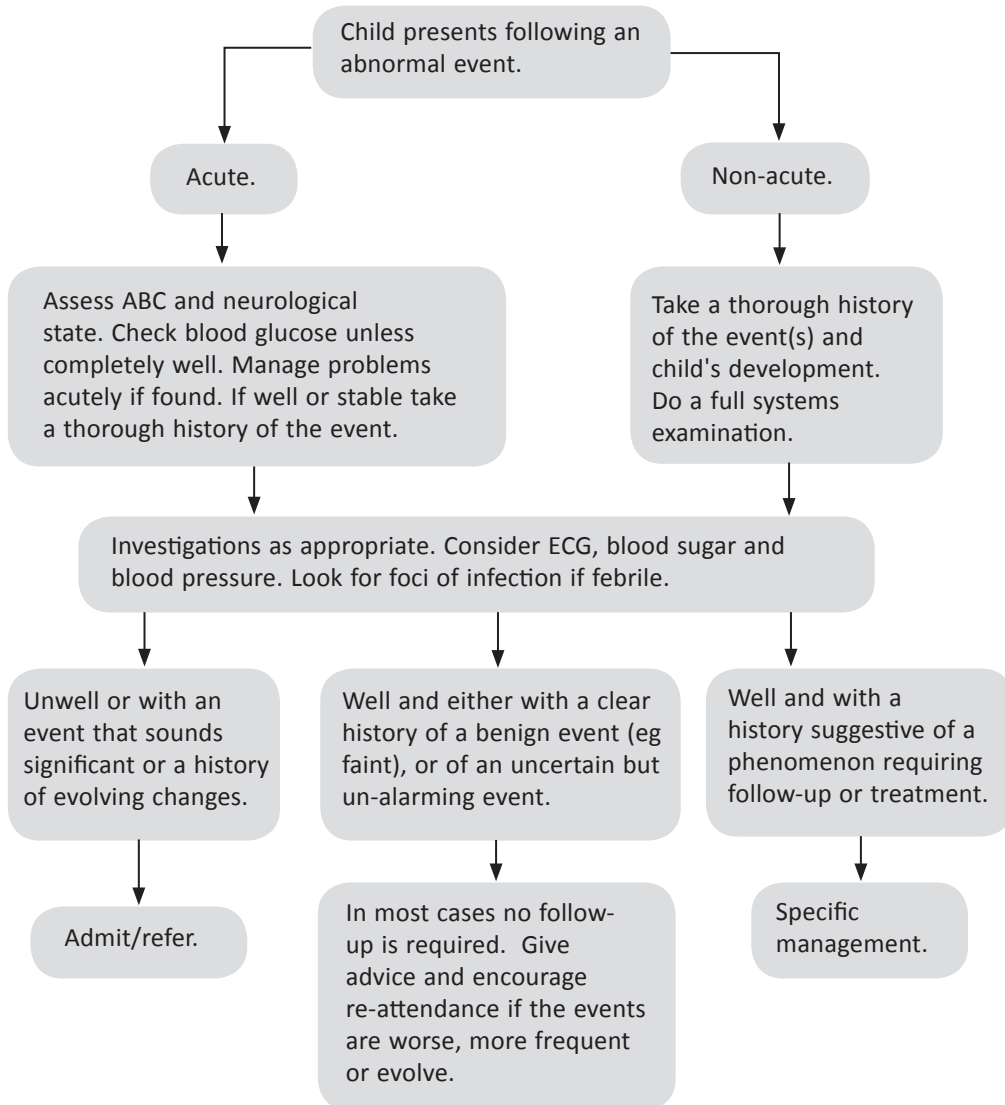 Child presents following an
abnormal event.
Acute.
Non-acute.
Assess ABC and neurological
state. Check blood glucose unless
completely well. Manage problems
acutely if found. If well or stable take
a thorough history of the event.
Take a thorough history
of the event(s) and
child's development.
Do a full systems
examination.
Investigations as appropriate. Consider ECG, blood sugar and
blood pressure. Look for foci of infection if febrile.
Unwell or with an
event that sounds
significant or a history
of evolving changes.
Well and either with a clear
history of a benign event (eg
faint), or of an uncertain but
un-alarming event.
Well and with a
history suggestive of a
phenomenon requiring
follow-up or treatment.
Admit/refer.
In most cases no follow-
up is required.  Give
advice and encourage
re-attendance if the events
are worse, more frequent
or evolve.
Specific
management.